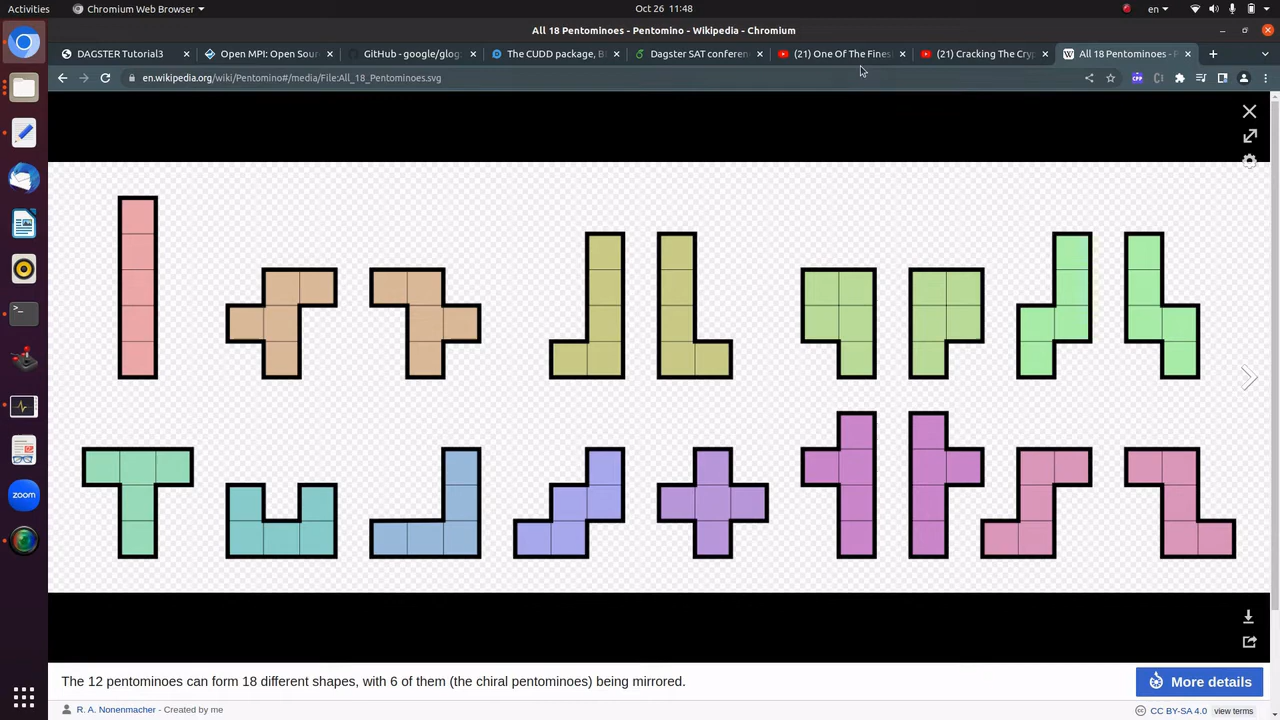 Activities
Chromium Web Browser
Oct 26 11:48
en
All 18 Pentominoes - Pentomino - Wikipedia - Chromium
DAGSTER Tutorial3
Open MPI: Open Sour
GitHub - google/glog
The CUDD package, B
Dagster SAT conferen
(21) One Of The Fines
(21) Cracking The Cry
All 18 Pentominoes - P
en.wikipedia.org/wiki/Pentomino#/media/File:All_18_Pentominoes.svg
CPP
zoom
The 12 pentominoes can form 18 different shapes, with 6 of them (the chiral pentominoes) being mirrored.
More details
R. A. Nonenmacher - Created by me
CC BY-SA 4.0
view terms